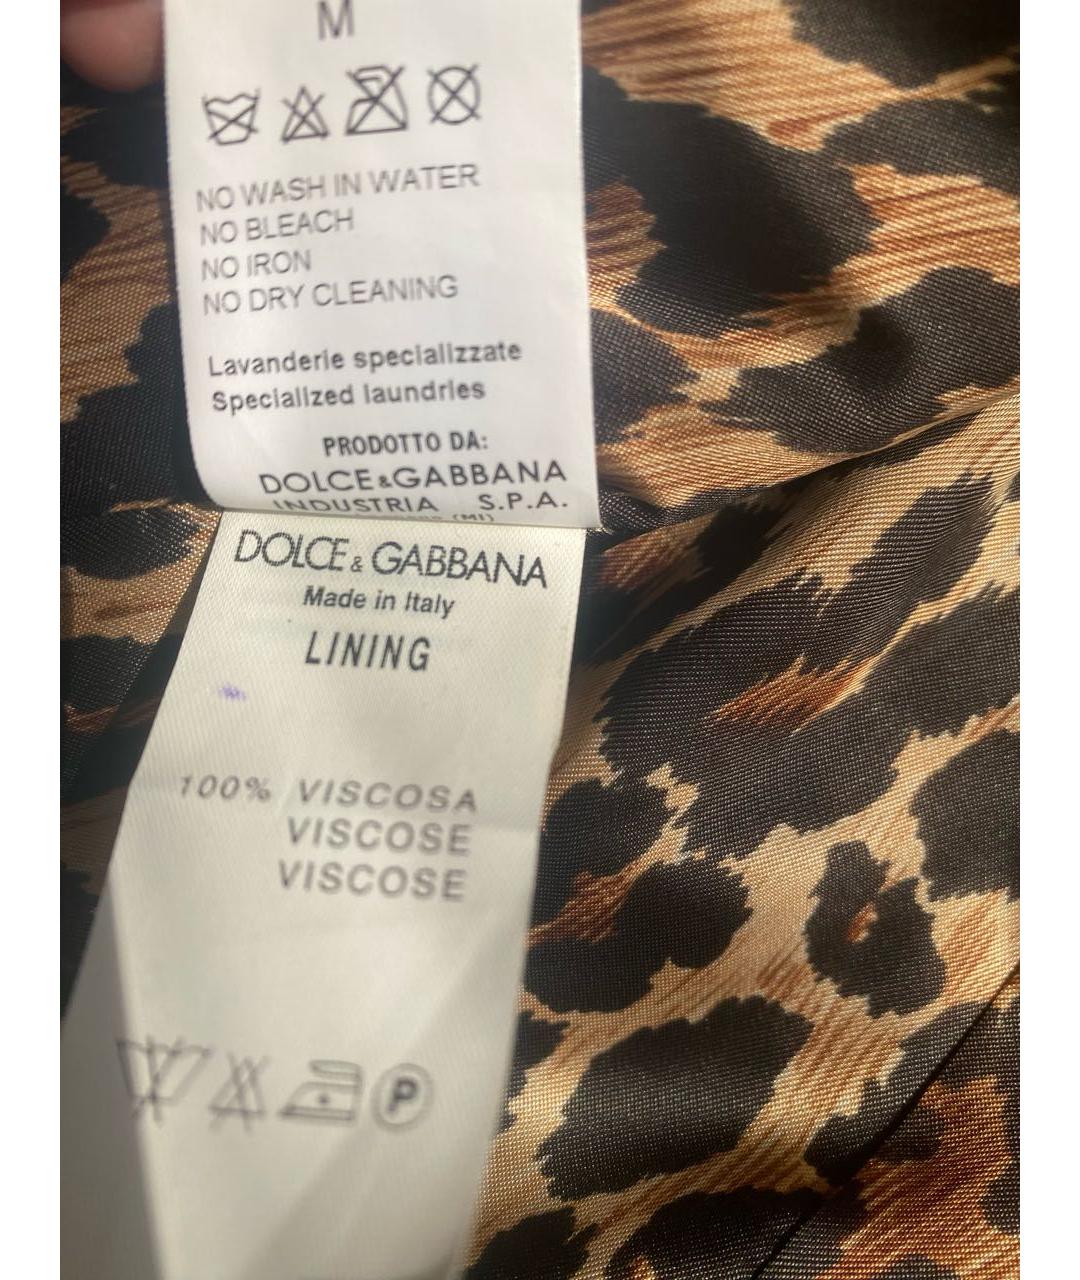 M
NO WASH IN WATER
NO BLEACH
NO IRON
NO DRY CLEANING
Lavanderie specializzate
Specialized laundries
PRODOTTO DA:
DOLCE&GABBANA
INDUSTRIA S.P.A.
(MI)
DOLCE & GABBANA
Made in Italy
LINING
100% VISCOSA
VISCOSE
VISCOSE
P